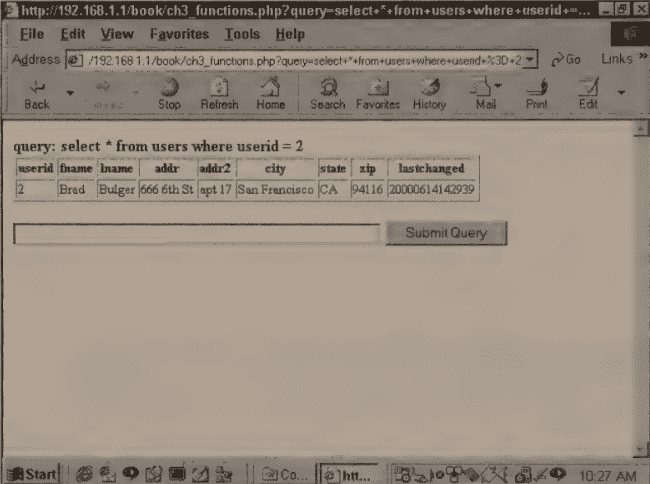 http://192.168.1.1/book/ch3_functions.php?query=select+*+from+users+where+userid+=...
File Edit View Favorites Tools Help
Address /192.168.1.1/book/ch3_functions.php?query=select+*+from+users+where+userid+%3D+2 Go Links »
Back Stop Refresh Home Search Favorites History Mail Print Edit
query: select * from users where userid = 2
userid fname lname addr addr2 city state zip lastchanged
2 Brad Bulger 666 6th St apt 17 San Francisco CA 94116 20000614142939
Submit Query
Start Co... htt... 10:27 AM